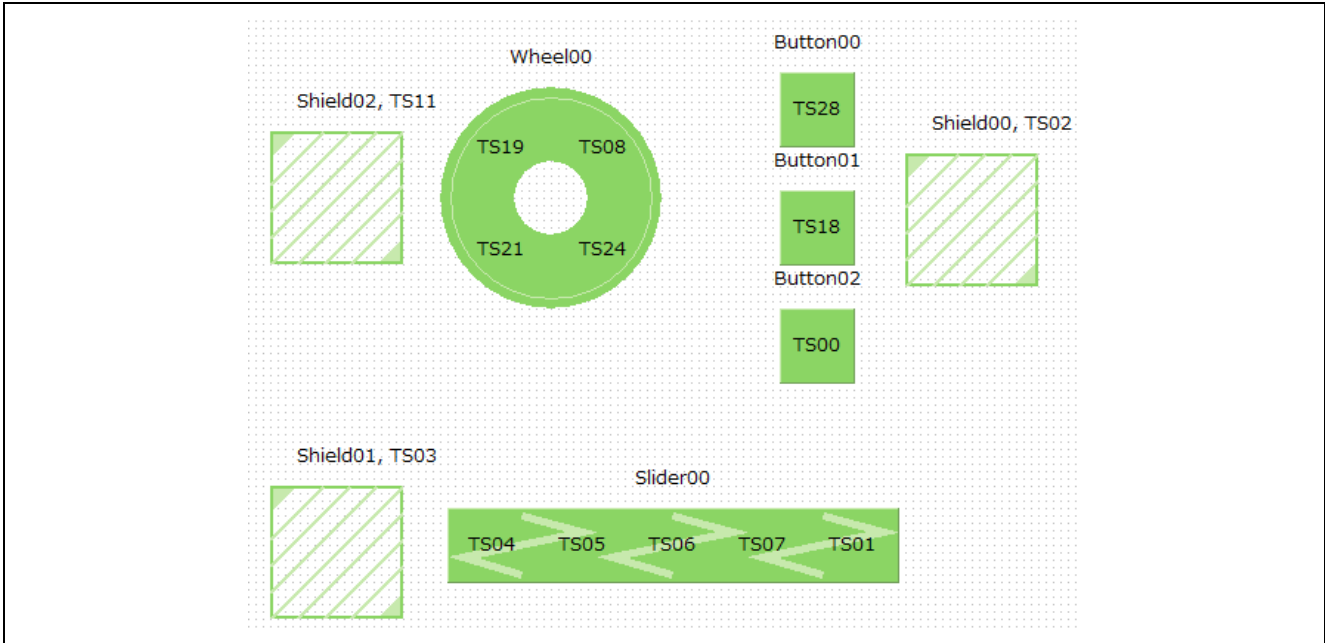 Button00
Wheel00
Shield02, TS11
TS28
Shield00, TS02
TS19 TS08
Button01
TS18
TS21 TS24
Button02
TS00
Shield01, TS03
Slider00
TS04 TS05 TS06 TS07 TS01